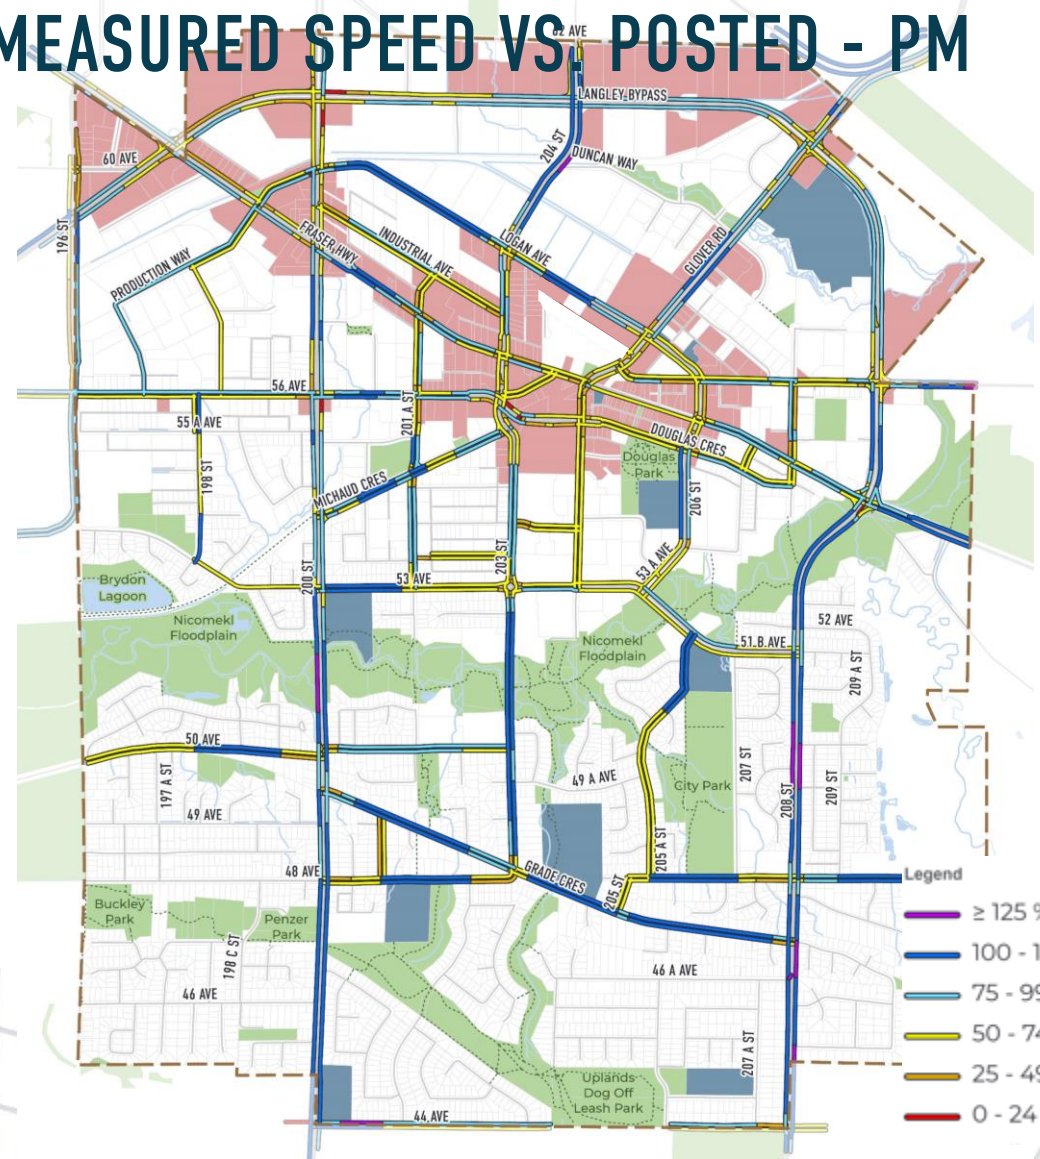 MEASURED SPEED VS. POSTED - PM
62 AVE
LANGLEY BYPASS
204 ST
DUNCAN WAY
60 AVE
196 ST
FRASER HWY
INDUSTRIAL AVE
LOGAN AVE
GLOVER RD
PRODUCTION WAY
56 AVE
201 A ST
55 A AVE
DOUGLAS CRES
Douglas
Park
198 ST
MICHAUD CRES
206 ST
203 ST
53 A AVE
200 ST
53 AVE
Brydon
Lagoon
Nicomekl
Floodplain
Nicomekl
Floodplain
52 AVE
51 B AVE
209 A ST
50 AVE
197 A ST
49 A AVE
City Park
207 ST
208 ST
209 ST
49 AVE
205 A ST
48 AVE
GRADE CRES
205 ST
Buckley
Park
Penzer
Park
198 C ST
46 A AVE
46 AVE
207 A ST
Uplands
Dog Off
Leash Park
44 AVE
Legend
≥ 125 %
100 - 1
75 - 99
50 - 74
25 - 49
0 - 24